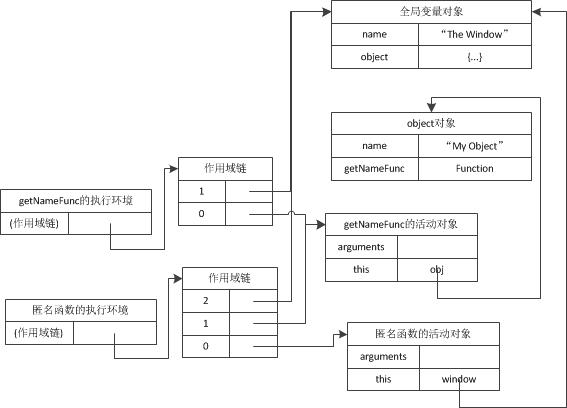 全局变量对象
name “The Window”
object {...}
object对象
name “My Object”
getNameFunc Function
作用域链
1
0
getNameFunc的执行环境
(作用域链)
getNameFunc的活动对象
arguments
this obj
作用域链
2
1
0
匿名函数的执行环境
(作用域链)
匿名函数的活动对象
arguments
this window